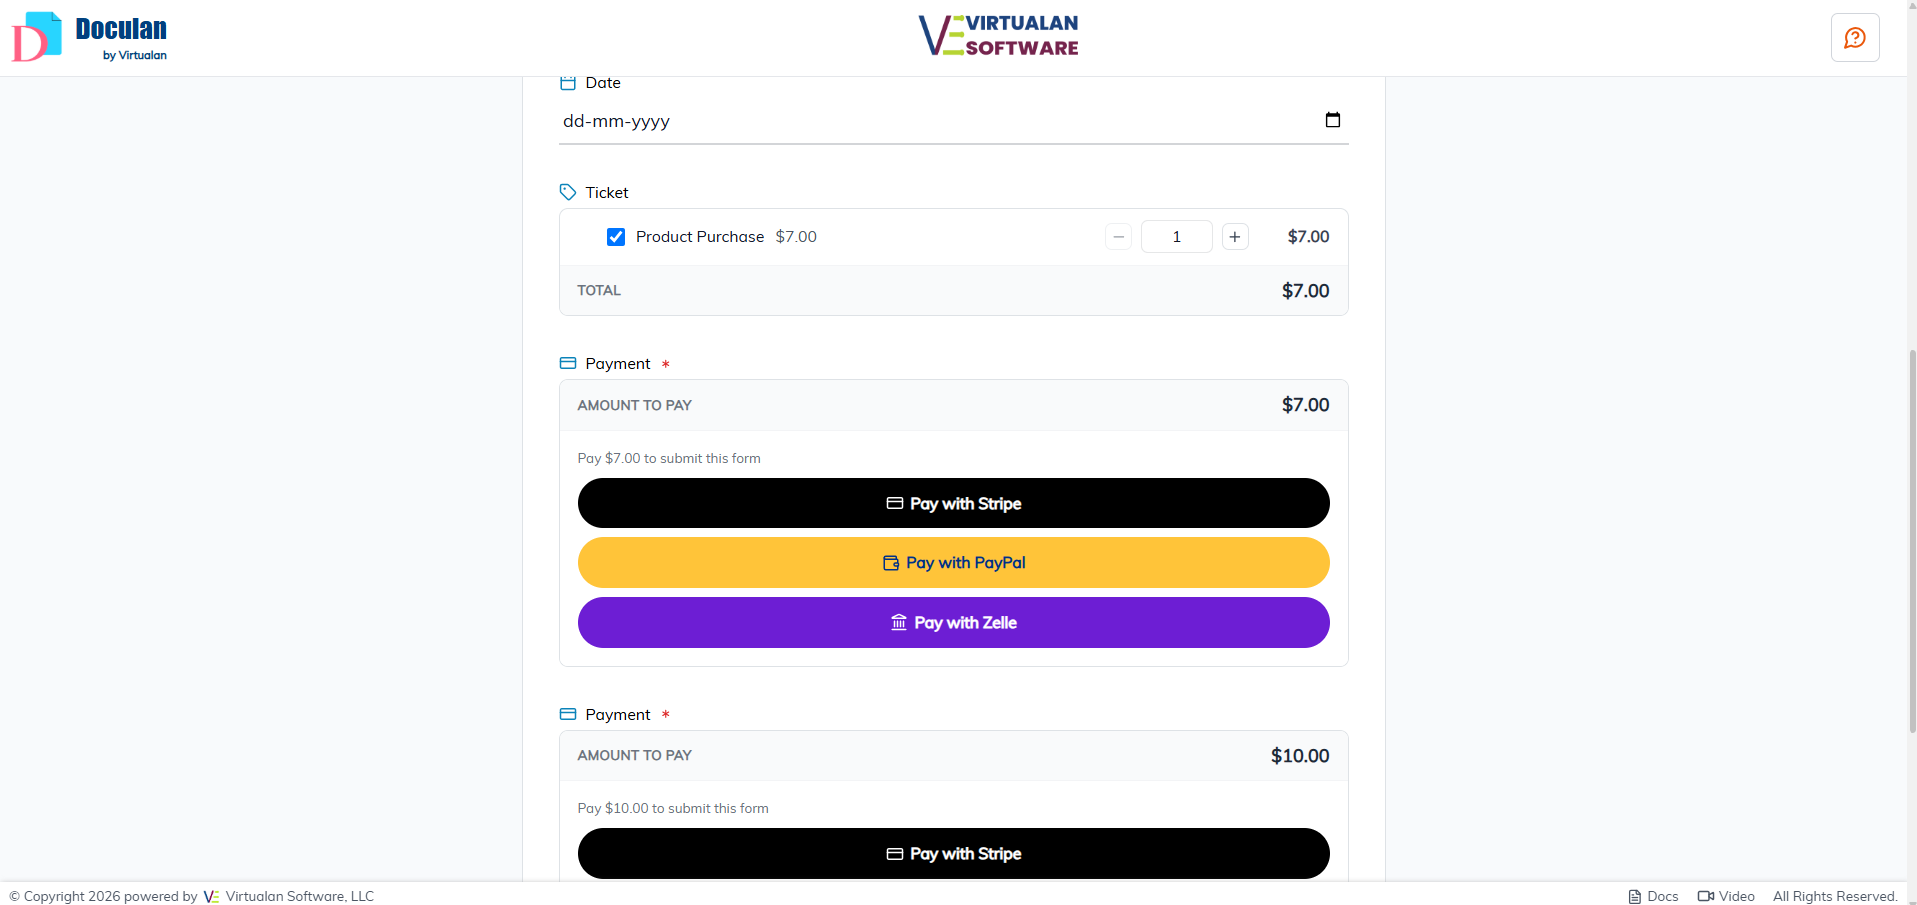 Doculan
by Virtualan
VIRTUALAN
SOFTWARE
Date
dd-mm-yyyy
Ticket
Product Purchase $7.00 1 $7.00
TOTAL $7.00
Payment *
AMOUNT TO PAY $7.00
Pay $7.00 to submit this form
Pay with Stripe
Pay with PayPal
Pay with Zelle
Payment *
AMOUNT TO PAY $10.00
Pay $10.00 to submit this form
Pay with Stripe
© Copyright 2026 powered by VE Virtualan Software, LLC Docs Video All Rights Reserved.